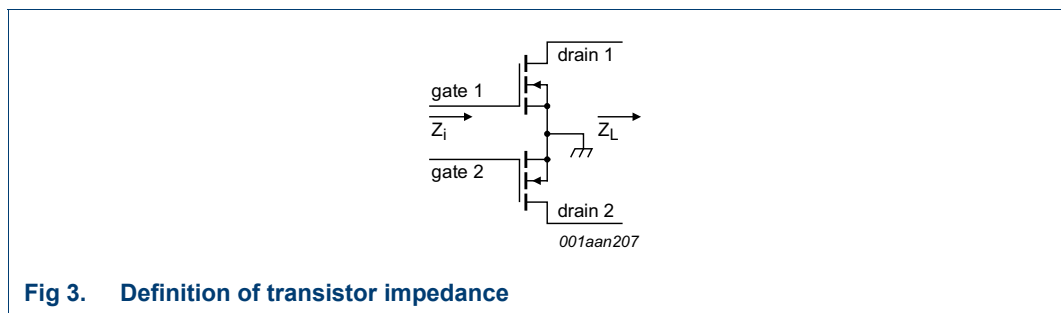 drain 1
gate 1
Zi
ZL
gate 2
drain 2
001aan207
Fig 3. Definition of transistor impedance